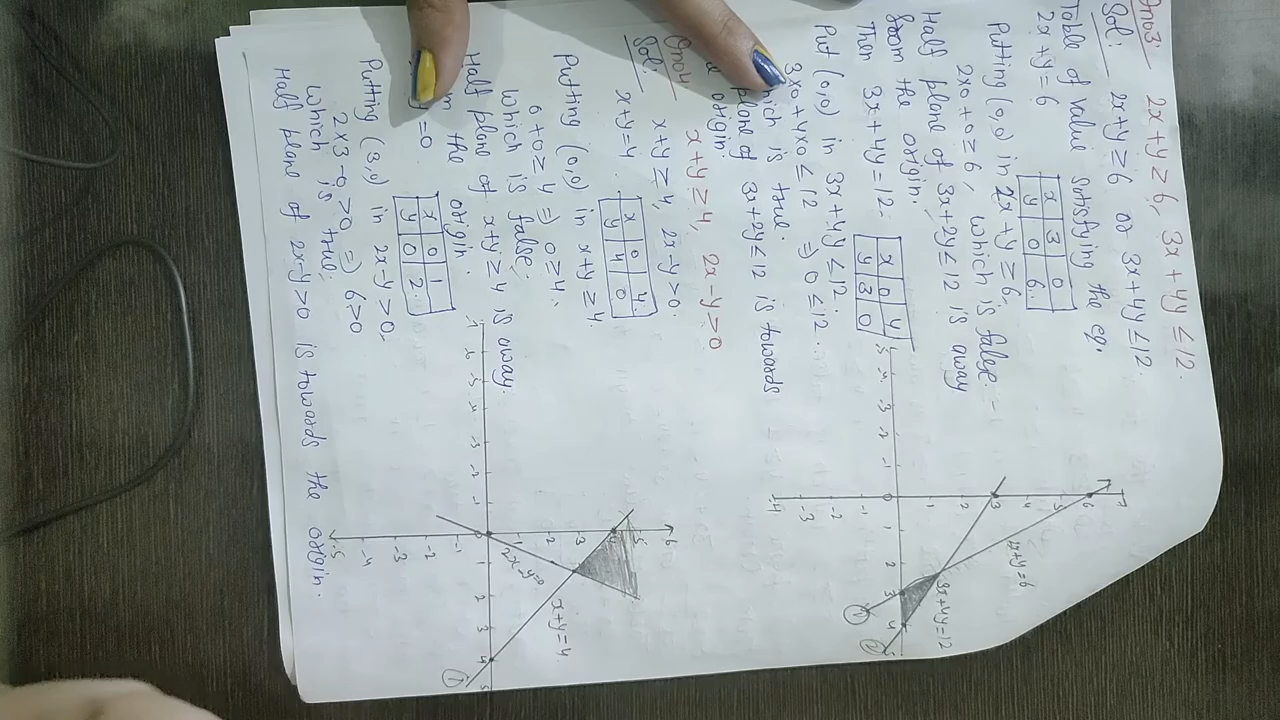 Qno3: 2x + y ≥ 6, 3x + 4y ≤ 12.
Sol: 2x + y ≥ 6 or 3x + 4y ≤ 12.
Table of value satisfying the eq.
2x + y = 6
x 3 0
y 0 6
Putting (0,0) in 2x + y ≥ 6,
2x0 + 0 ≥ 6, which is false -
Half plane of 3x + 2y ≤ 12 is away
from the origin.
Then 3x + 4y = 12.
x 0 4
y 3 0
Put (0,0) in 3x + 4y ≤ 12.
3x0 + 4x0 ≤ 12 ⇒ 0 ≤ 12.
which is true.
plane of 3x + 2y ≤ 12 is towards
origin.
2x+y=6
3x+4y=12
1
2
Qno4 x + y ≥ 4, 2x - y > 0
Sol: x + y ≥ 4, 2x - y > 0.
x + y = 4.
x 0 4
y 4 0
Putting (0,0) in x + y ≥ 4
0 + 0 ≥ 4 ⇒ 0 ≥ 4.
which is false.
Half plane of x + y ≥ 4 is away
the origin.
= 0
x 0 1
y 0 2
Putting (3,0) in 2x - y > 0.
2x3 - 0 > 0 ⇒ 6 > 0
which is true.
Half plane of 2x - y > 0 is towards the origin.
2x-y=0
x+y=4
1